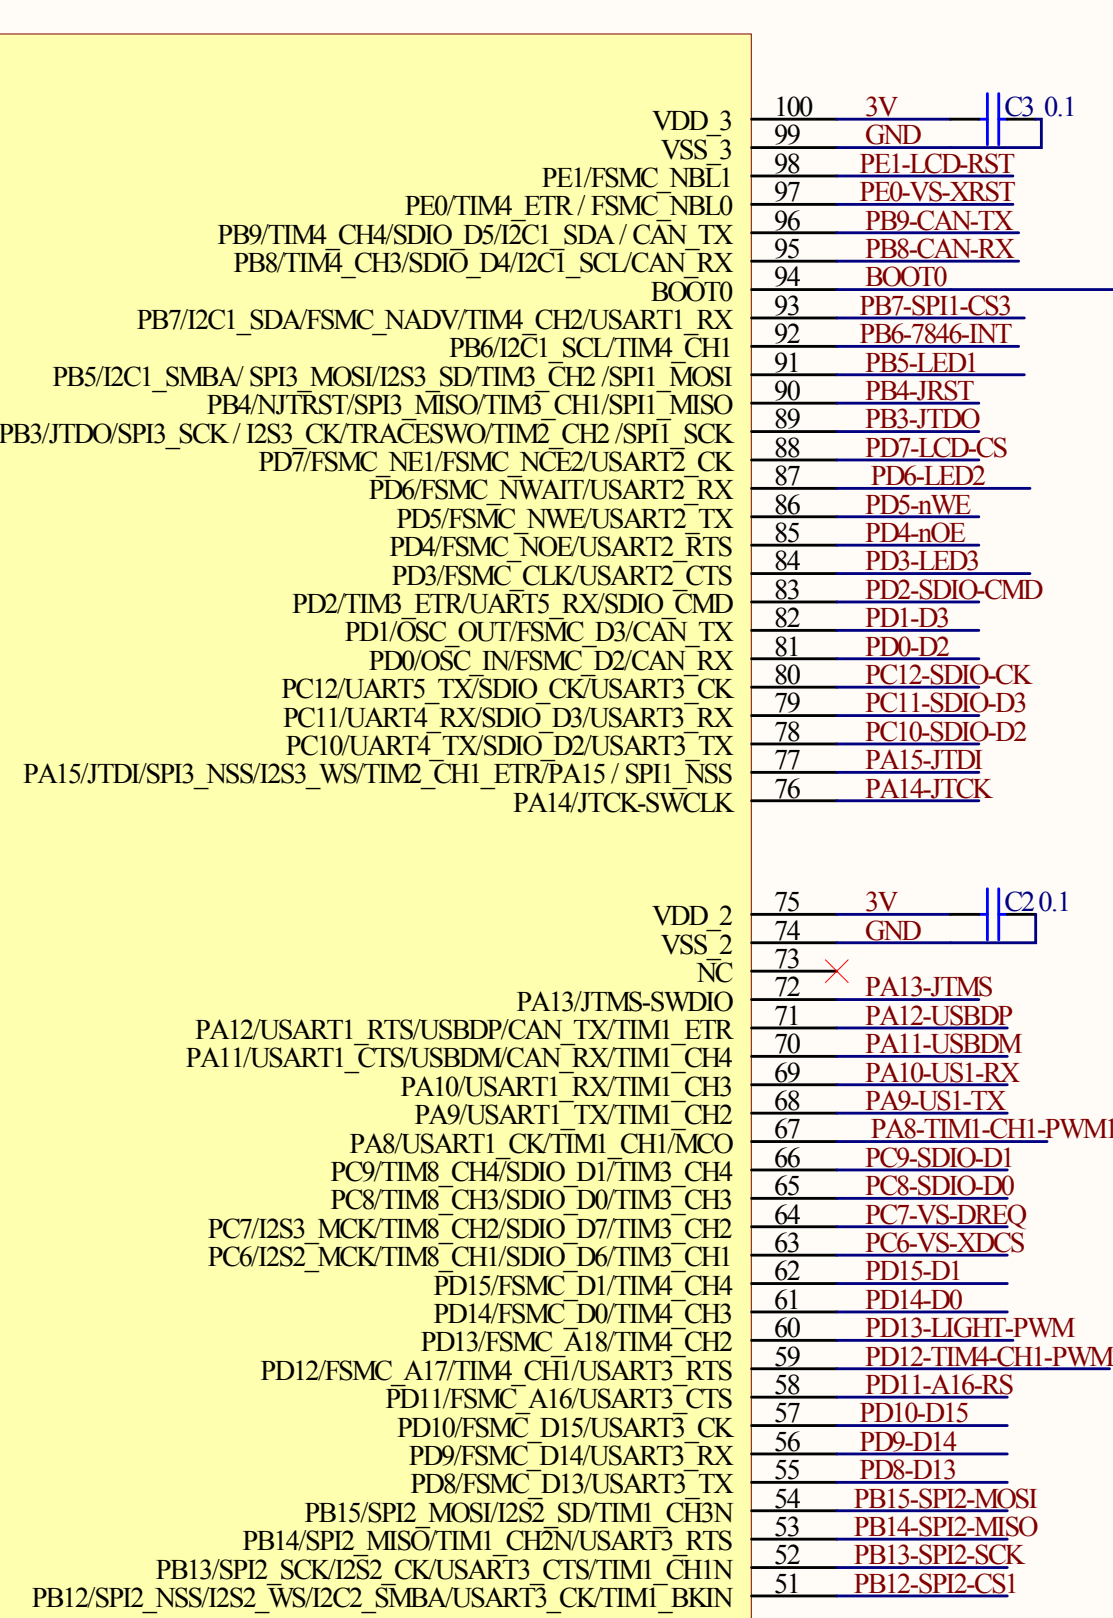 VDD_3 100 3V C3 0.1
VSS_3 99 GND
PE1/FSMC_NBL1 98 PE1-LCD-RST
PE0/TIM4_ETR / FSMC_NBL0 97 PE0-VS-XRST
PB9/TIM4_CH4/SDIO_D5/I2C1_SDA / CAN_TX 96 PB9-CAN-TX
PB8/TIM4_CH3/SDIO_D4/I2C1_SCL/CAN_RX 95 PB8-CAN-RX
BOOT0 94 BOOT0
PB7/I2C1_SDA/FSMC_NADV/TIM4_CH2/USART1_RX 93 PB7-SPI1-CS3
PB6/I2C1_SCL/TIM4_CH1 92 PB6-7846-INT
PB5/I2C1_SMBA/ SPI3_MOSI/I2S3_SD/TIM3_CH2 /SPI1_MOSI 91 PB5-LED1
PB4/NJTRST/SPI3_MISO/TIM3_CH1/SPI1_MISO 90 PB4-JRST
PB3/JTDO/SPI3_SCK / I2S3_CK/TRACESWO/TIM2_CH2 /SPI1_SCK 89 PB3-JTDO
PD7/FSMC_NE1/FSMC_NCE2/USART2_CK 88 PD7-LCD-CS
PD6/FSMC_NWAIT/USART2_RX 87 PD6-LED2
PD5/FSMC_NWE/USART2_TX 86 PD5-nWE
PD4/FSMC_NOE/USART2_RTS 85 PD4-nOE
PD3/FSMC_CLK/USART2_CTS 84 PD3-LED3
PD2/TIM3_ETR/UART5_RX/SDIO_CMD 83 PD2-SDIO-CMD
PD1/OSC_OUT/FSMC_D3/CAN_TX 82 PD1-D3
PD0/OSC_IN/FSMC_D2/CAN_RX 81 PD0-D2
PC12/UART5_TX/SDIO_CK/USART3_CK 80 PC12-SDIO-CK
PC11/UART4_RX/SDIO_D3/USART3_RX 79 PC11-SDIO-D3
PC10/UART4_TX/SDIO_D2/USART3_TX 78 PC10-SDIO-D2
PA15/JTDI/SPI3_NSS/I2S3_WS/TIM2_CH1_ETR/PA15 / SPI1_NSS 77 PA15-JTDI
PA14/JTCK-SWCLK 76 PA14-JTCK
VDD_2 75 3V C2 0.1
VSS_2 74 GND
NC 73
PA13/JTMS-SWDIO 72 PA13-JTMS
PA12/USART1_RTS/USBDP/CAN_TX/TIM1_ETR 71 PA12-USBDP
PA11/USART1_CTS/USBDM/CAN_RX/TIM1_CH4 70 PA11-USBDM
PA10/USART1_RX/TIM1_CH3 69 PA10-US1-RX
PA9/USART1_TX/TIM1_CH2 68 PA9-US1-TX
PA8/USART1_CK/TIM1_CH1/MCO 67 PA8-TIM1-CH1-PWM1
PC9/TIM8_CH4/SDIO_D1/TIM3_CH4 66 PC9-SDIO-D1
PC8/TIM8_CH3/SDIO_D0/TIM3_CH3 65 PC8-SDIO-D0
PC7/I2S3_MCK/TIM8_CH2/SDIO_D7/TIM3_CH2 64 PC7-VS-DREQ
PC6/I2S2_MCK/TIM8_CH1/SDIO_D6/TIM3_CH1 63 PC6-VS-XDCS
PD15/FSMC_D1/TIM4_CH4 62 PD15-D1
PD14/FSMC_D0/TIM4_CH3 61 PD14-D0
PD13/FSMC_A18/TIM4_CH2 60 PD13-LIGHT-PWM
PD12/FSMC_A17/TIM4_CH1/USART3_RTS 59 PD12-TIM4-CH1-PWM
PD11/FSMC_A16/USART3_CTS 58 PD11-A16-RS
PD10/FSMC_D15/USART3_CK 57 PD10-D15
PD9/FSMC_D14/USART3_RX 56 PD9-D14
PD8/FSMC_D13/USART3_TX 55 PD8-D13
PB15/SPI2_MOSI/I2S2_SD/TIM1_CH3N 54 PB15-SPI2-MOSI
PB14/SPI2_MISO/TIM1_CH2N/USART3_RTS 53 PB14-SPI2-MISO
PB13/SPI2_SCK/I2S2_CK/USART3_CTS/TIM1_CH1N 52 PB13-SPI2-SCK
PB12/SPI2_NSS/I2S2_WS/I2C2_SMBA/USART3_CK/TIM1_BKIN 51 PB12-SPI2-CS1